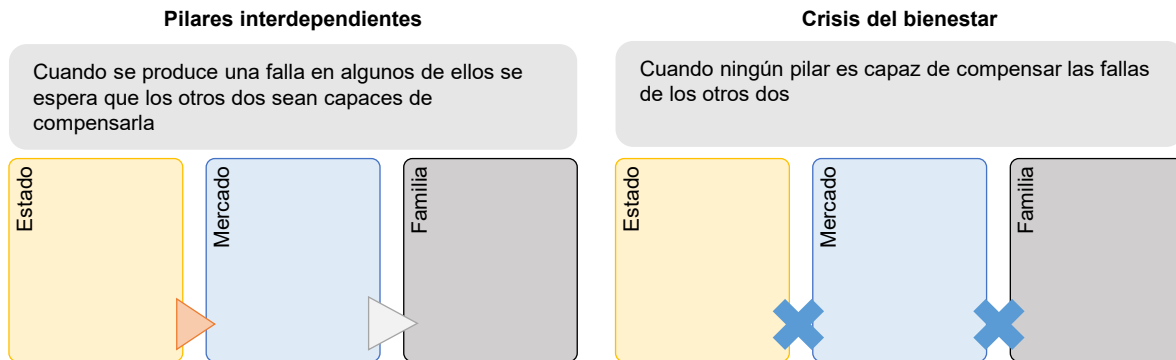 Pilares interdependientes
Cuando se produce una falla en algunos de ellos se
espera que los otros dos sean capaces de
compensarla
Estado
Mercado
Familia
Crisis del bienestar
Cuando ningún pilar es capaz de compensar las fallas
de los otros dos
Estado
Mercado
Familia